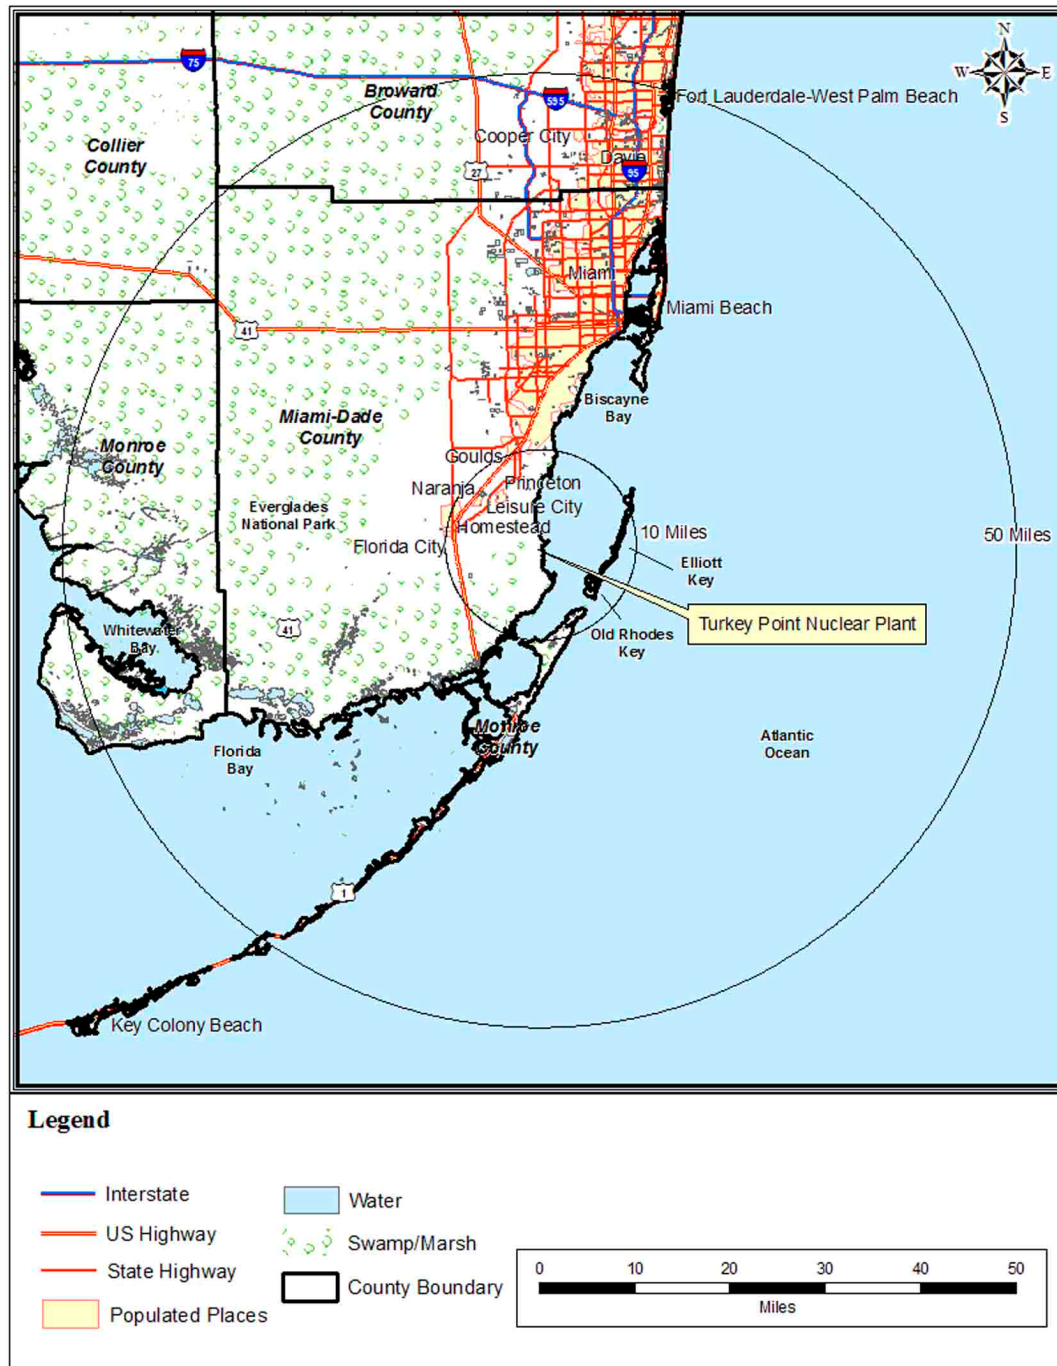 N
W
E
S
75
Broward
County
595
Fort Lauderdale-West Palm Beach
Collier
County
Cooper City
Davie
27
95
Miami
Miami Beach
41
Biscayne
Bay
Miami-Dade
County
Monroe
County
Goulds
Naranja
Princeton
Leisure City
Everglades
National Park
Homestead
10 Miles
50 Miles
Florida City
Elliott
Key
Turkey Point Nuclear Plant
41
Whitewater
Bay
Old Rhodes
Key
Monroe
County
Florida
Bay
Atlantic
Ocean
1
Key Colony Beach
Legend
Interstate
US Highway
State Highway
Populated Places
Water
Swamp/Marsh
County Boundary
0 10 20 30 40 50
Miles